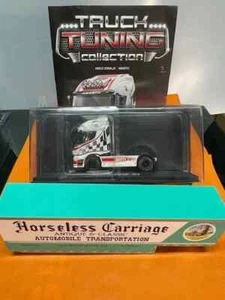 TRUCK
TUNING
collection
Horseless Carriage
ANTIQUE & CLASSIC
AUTOMOBILE TRANSPORTATION